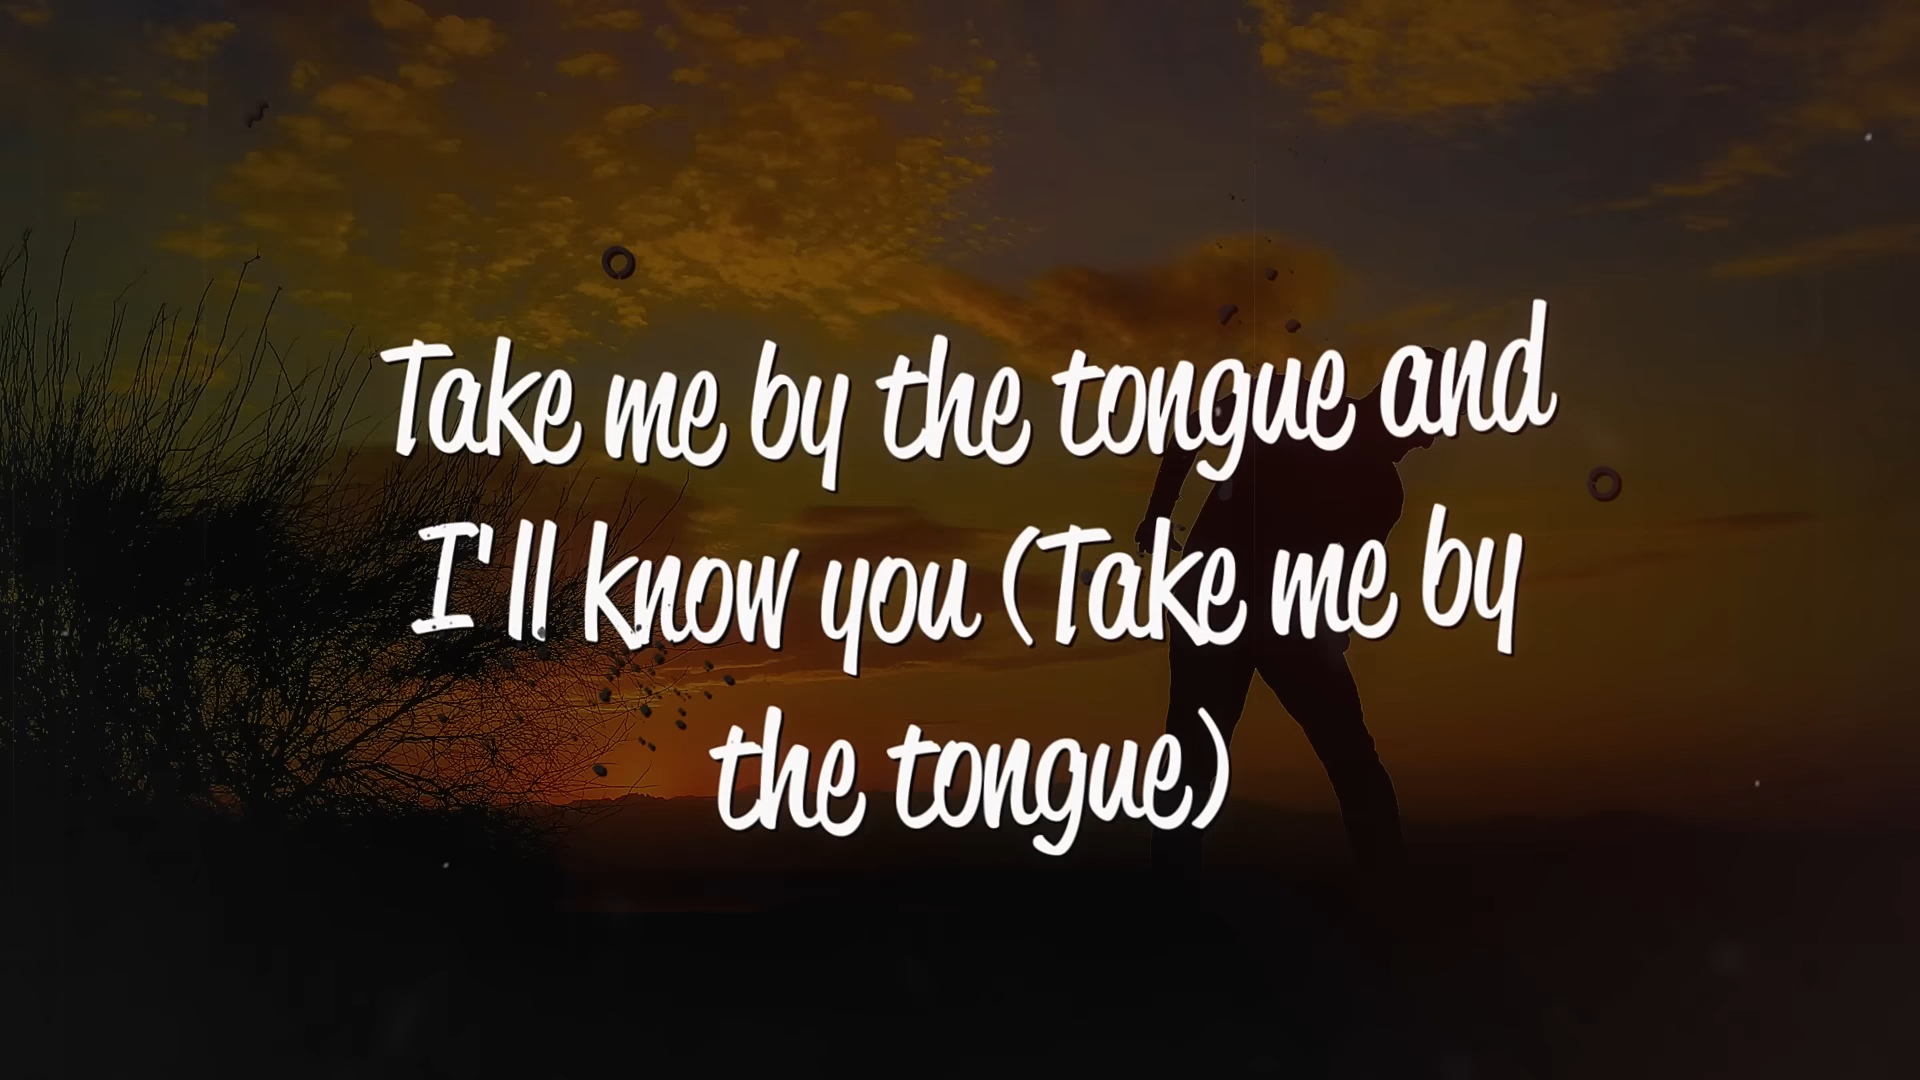 Take me by the tongue and
I'll know you (Take me by
the tongue)